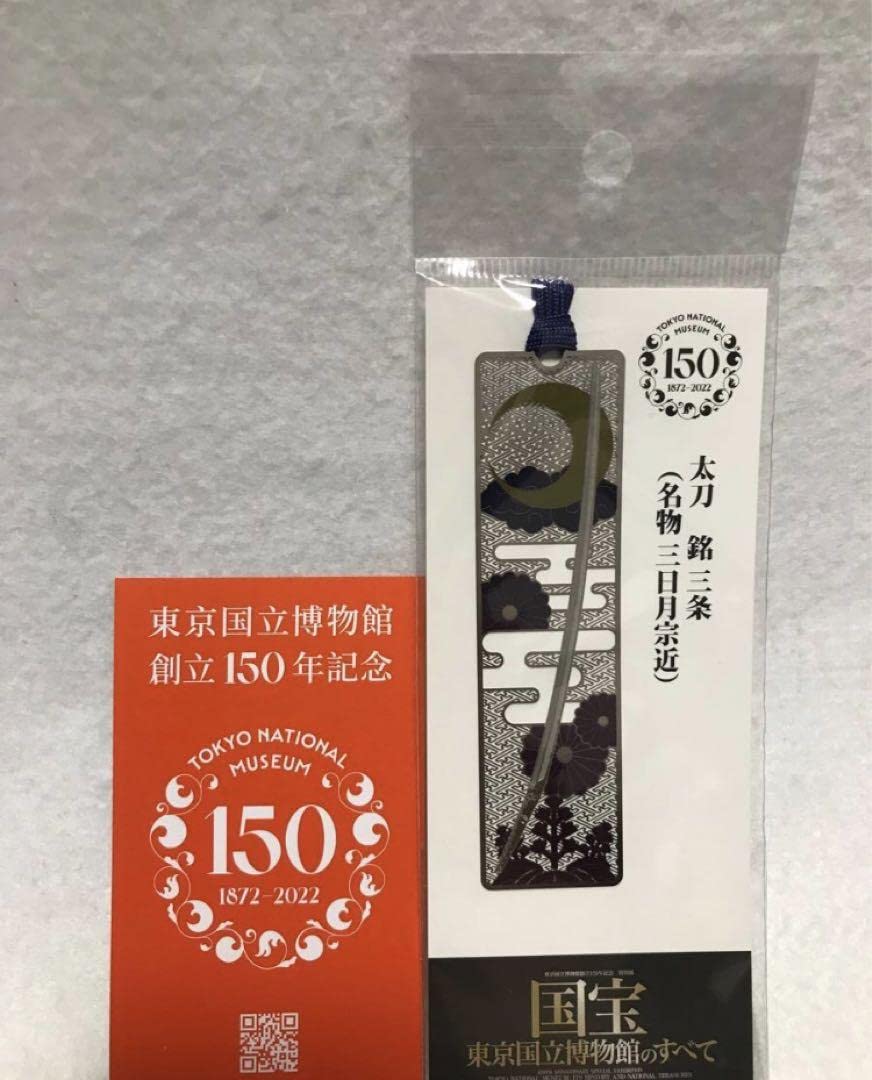 東京国立博物館
創立150年記念
TOKYO NATIONAL
MUSEUM
150
1872-2022
TOKYO NATIONAL
MUSEUM
150
1872-2022
太刀 銘 三条
(名物 三日月宗近)
国宝
東京国立博物館のすべて